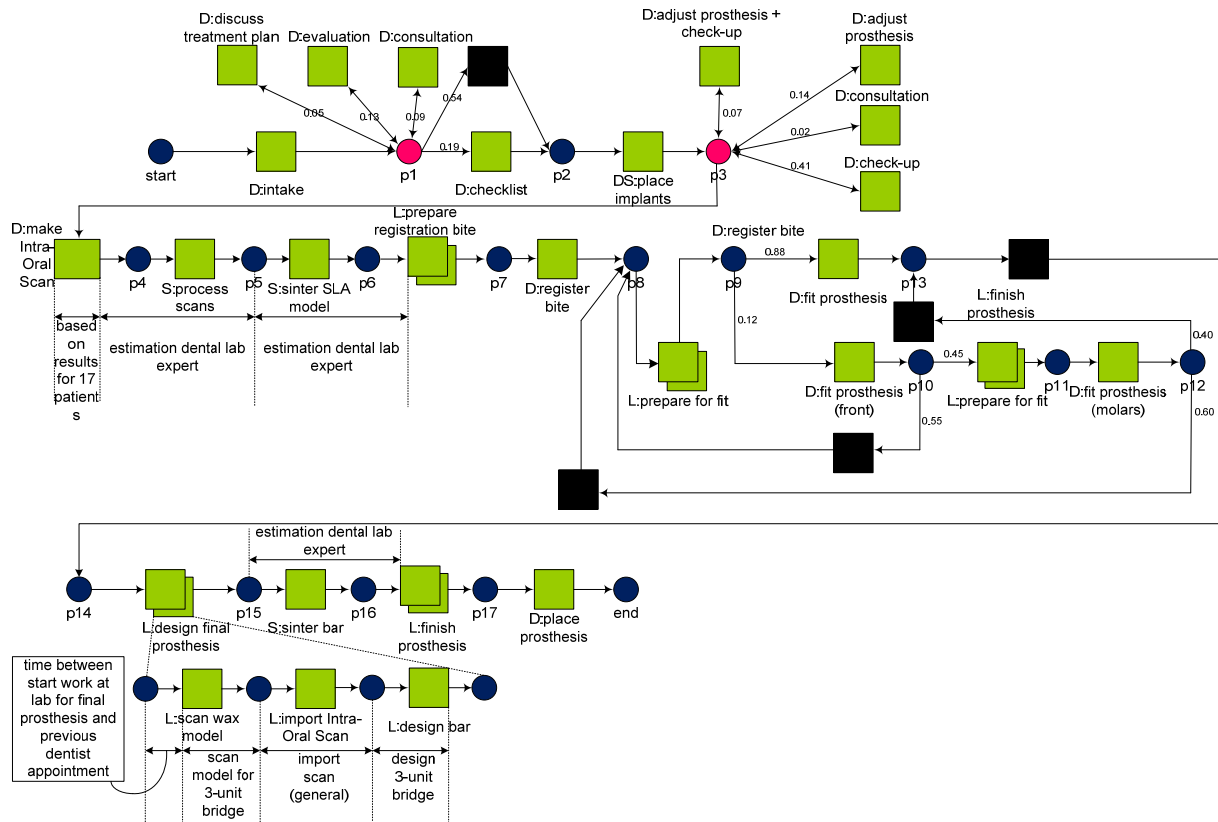 D:discuss
treatment plan
D:evaluation
D:consultation
D:adjust prosthesis +
check-up
D:adjust
prosthesis
0.54
0.05
0.13
0.09
0.07
0.14
D:consultation
0.02
0.41
0.19
start
D:intake
p1
D:checklist
p2
DS:place
implants
p3
D:check-up
D:make
Intra-
Oral
Scan
p4
S:process
scans
p5
S:sinter SLA
model
p6
L:prepare
registration bite
p7
D:register
bite
p8
D:register bite
p9
0.88
D:fit prosthesis
p13
L:finish
prosthesis
0.12
0.40
based
on
results
for 17
patient
s
estimation dental lab
expert
estimation dental lab
expert
L:prepare for fit
D:fit prosthesis
(front)
p10
0.45
L:prepare for fit
p11
D:fit prosthesis
(molars)
p12
0.55
0.60
estimation dental lab
expert
p14
L:design final
prosthesis
p15
S:sinter bar
p16
L:finish
prosthesis
p17
D:place
prosthesis
end
time between
start work at
lab for final
prosthesis and
previous
dentist
appointment
L:scan wax
model
L:import Intra-
Oral Scan
L:design bar
scan
model for
3-unit
bridge
import
scan
(general)
design
3-unit
bridge